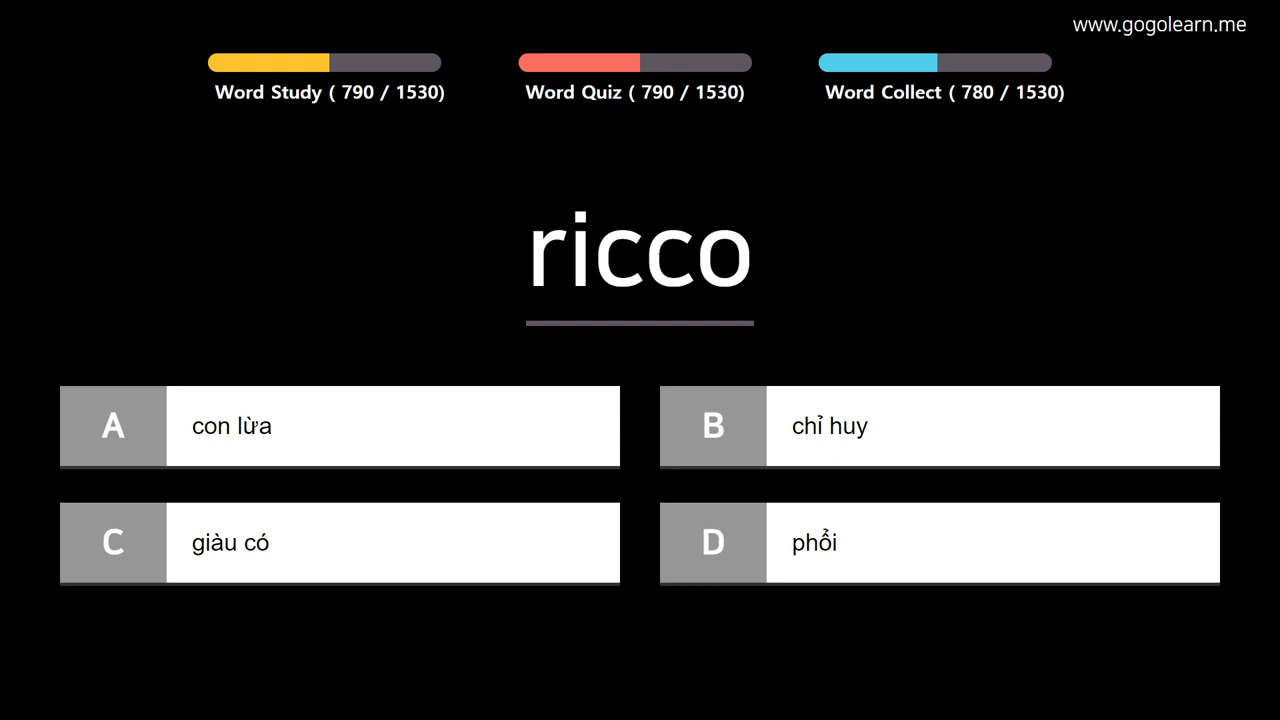 www.gogolearn.me
Word Study ( 790 / 1530)
Word Quiz ( 790 / 1530)
Word Collect ( 780 / 1530)
ricco
A
con lừa
B
chỉ huy
C
giàu có
D
phổi